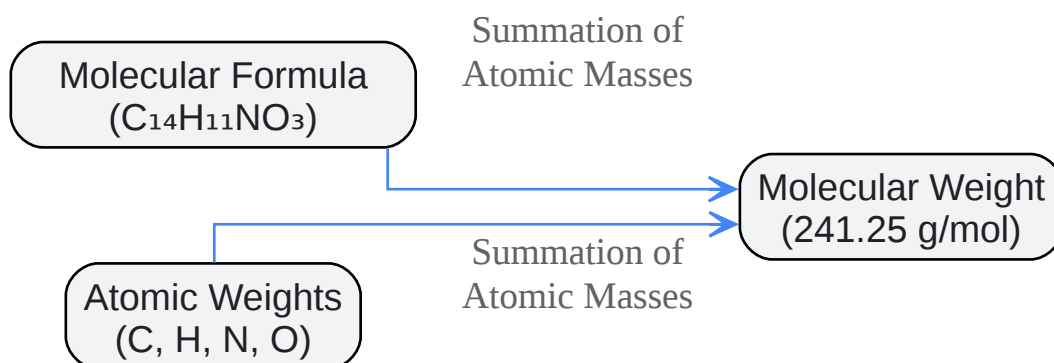 Summation of
Atomic Masses
Molecular Formula
(C₁₄H₁₁NO₃)
Molecular Weight
(241.25 g/mol)
Summation of
Atomic Masses
Atomic Weights
(C, H, N, O)